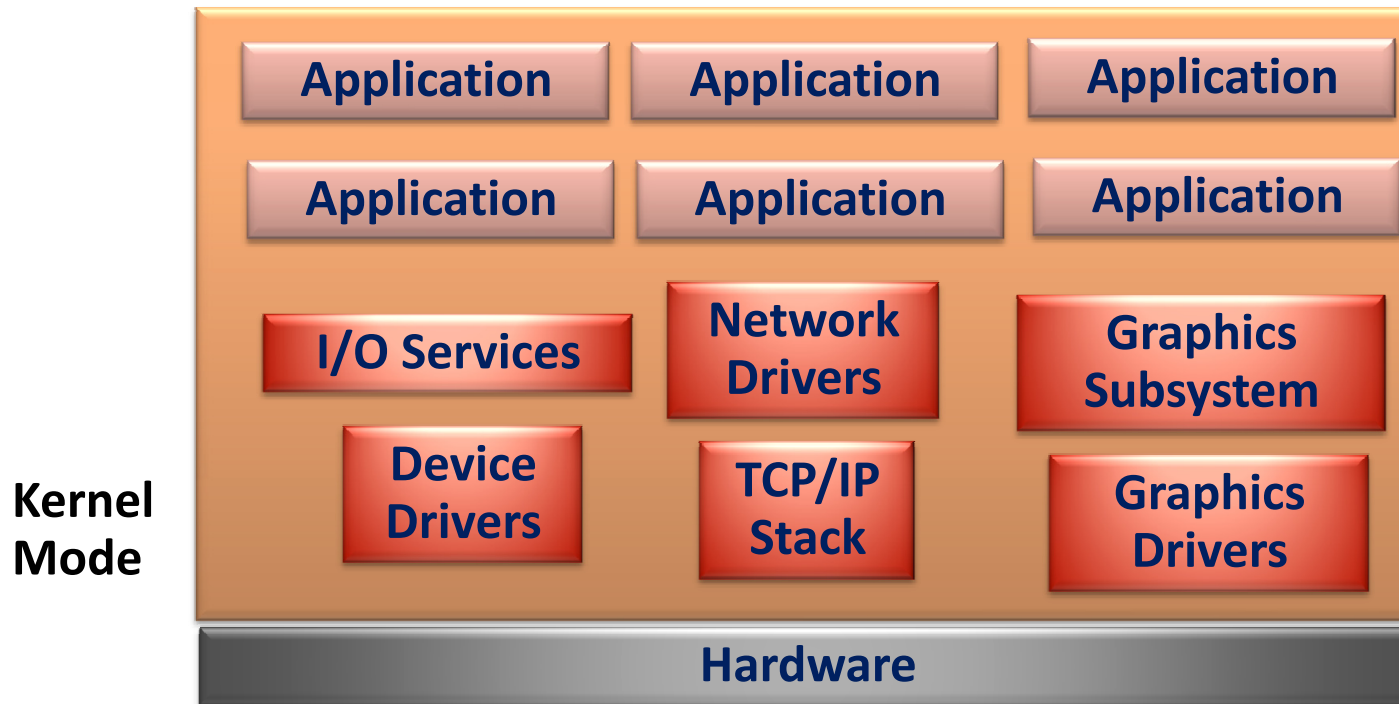 Application
Application
Application
Application
Application
Application
I/O Services
Network
Drivers
Graphics
Subsystem
Device
Drivers
TCP/IP
Stack
Graphics
Drivers
Kernel
Mode
Hardware